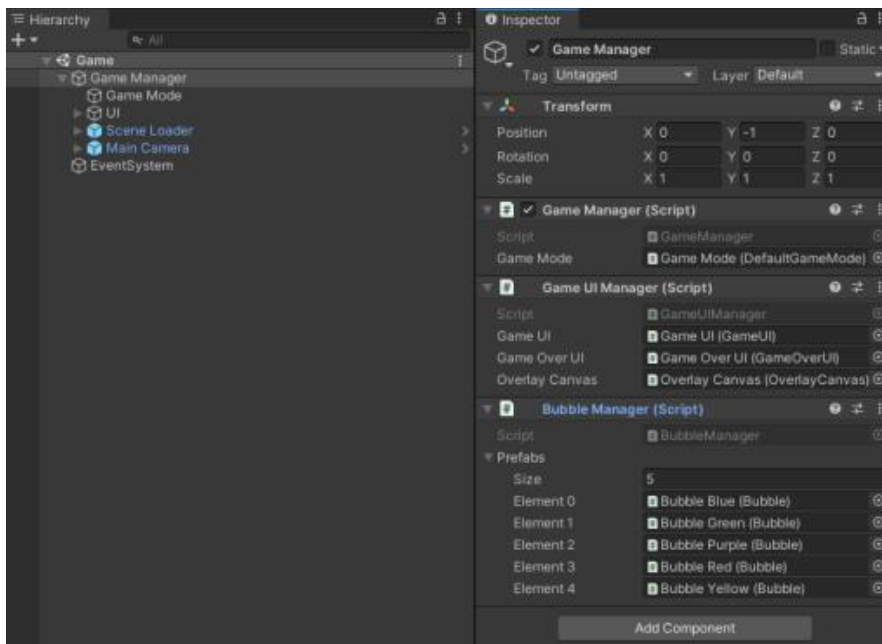 Hierarchy
All
Game
Game Manager
Game Mode
UI
Scene Loader
Main Camera
EventSystem
Inspector
Game Manager
Static
Tag Untagged Layer Default
Transform
Position X 0 Y -1 Z 0
Rotation X 0 Y 0 Z 0
Scale X 1 Y 1 Z 1
Game Manager (Script)
Script GameManager
Game Mode Game Mode (DefaultGameMode)
Game UI Manager (Script)
Script GameUIManager
Game UI Game UI (GameUI)
Game Over UI Game Over UI (GameOverUI)
Overlay Canvas Overlay Canvas (OverlayCanvas)
Bubble Manager (Script)
Script BubbleManager
Prefabs
Size 5
Element 0 Bubble Blue (Bubble)
Element 1 Bubble Green (Bubble)
Element 2 Bubble Purple (Bubble)
Element 3 Bubble Red (Bubble)
Element 4 Bubble Yellow (Bubble)
Add Component